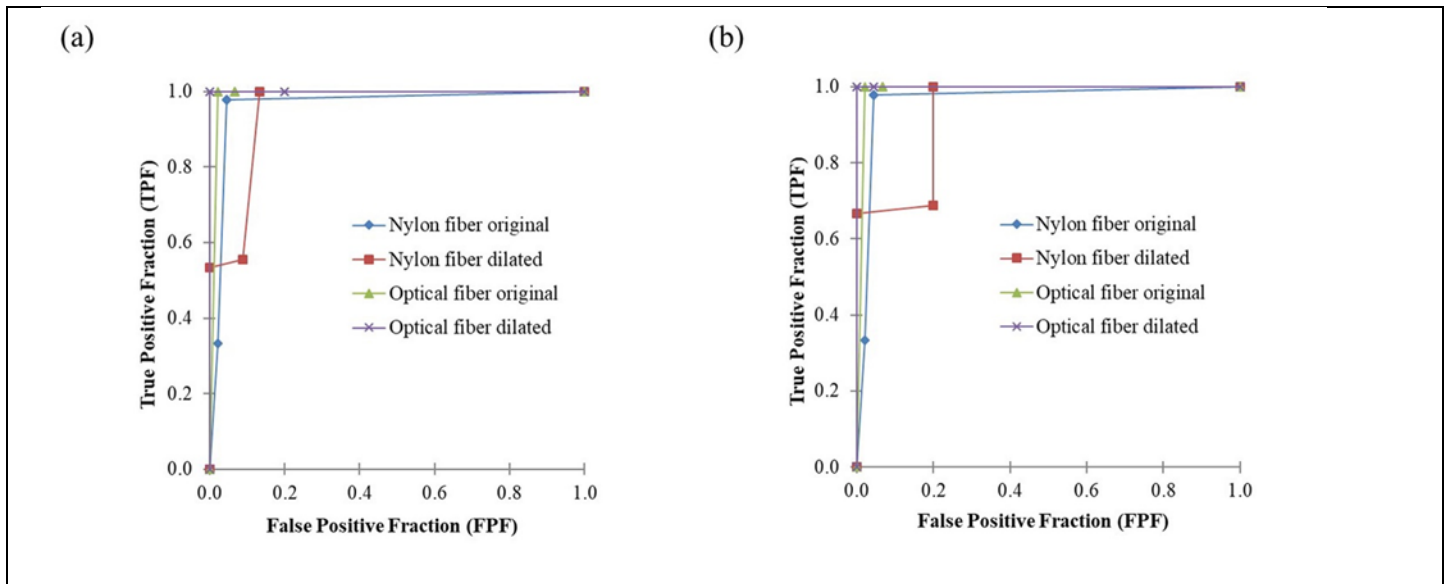 (a)
True Positive Fraction (TPF)
1.0
0.8
0.6
0.4
0.2
0.0
Nylon fiber original
Nylon fiber dilated
Optical fiber original
Optical fiber dilated
0.0 0.2 0.4 0.6 0.8 1.0
False Positive Fraction (FPF)
(b)
True Positive Fraction (TPF)
1.0
0.8
0.6
0.4
0.2
0.0
Nylon fiber original
Nylon fiber dilated
Optical fiber original
Optical fiber dilated
0.0 0.2 0.4 0.6 0.8 1.0
False Positive Fraction (FPF)